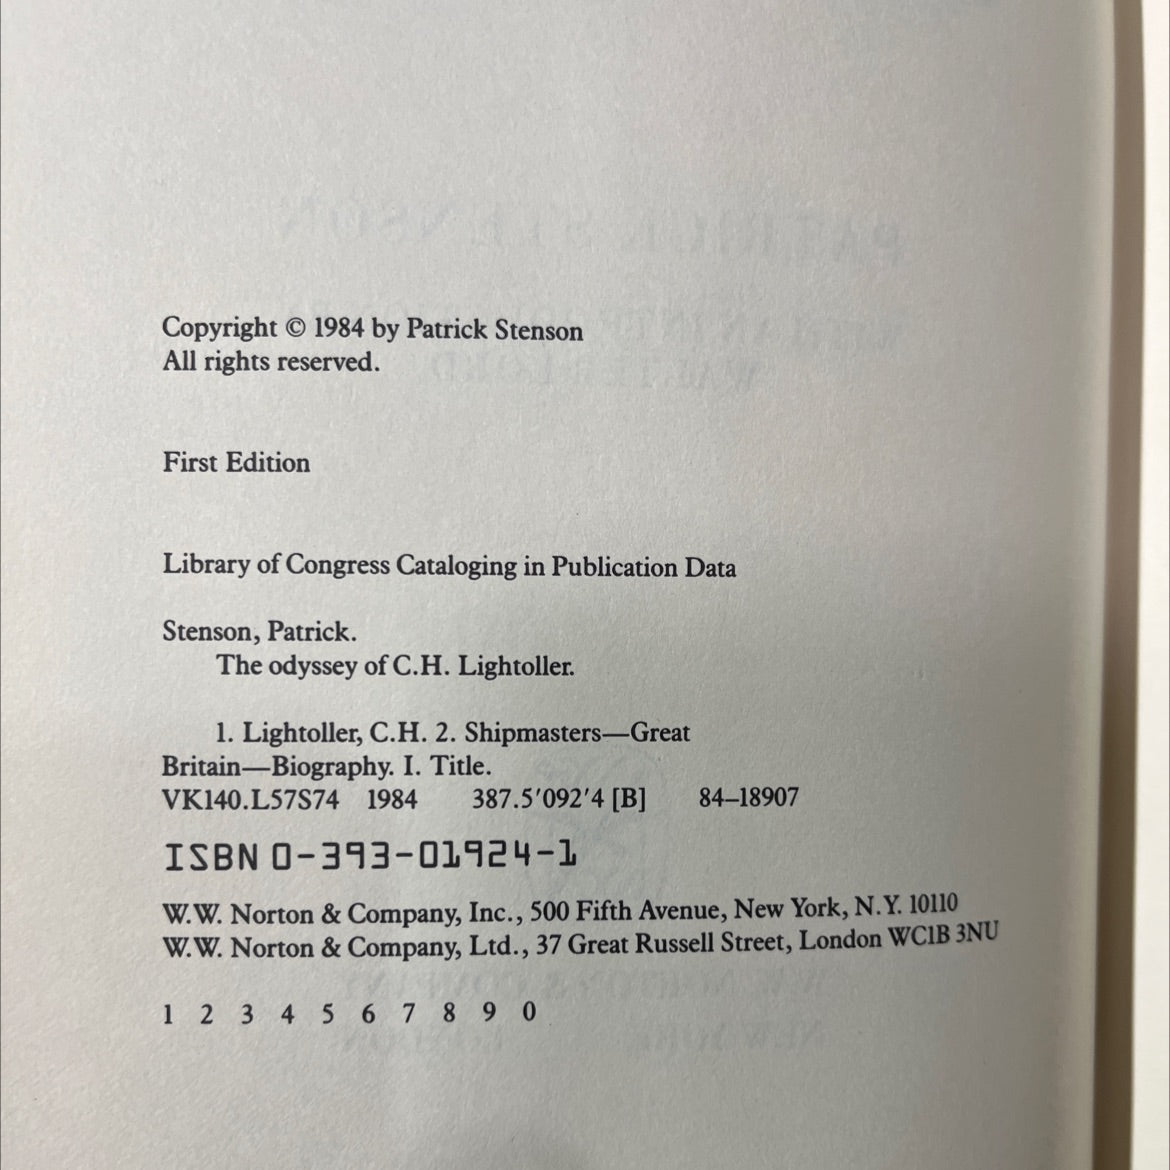 Copyright © 1984 by Patrick Stenson
All rights reserved.
First Edition
Library of Congress Cataloging in Publication Data
Stenson, Patrick.
The odyssey of C.H. Lightoller.
1. Lightoller, C.H. 2. Shipmasters—Great
Britain—Biography. I. Title.
VK140.L57S74 1984 387.5′092′4 [B] 84–18907
ISBN 0-393-01924-1
W.W. Norton & Company, Inc., 500 Fifth Avenue, New York, N.Y. 10110
W.W. Norton & Company, Ltd., 37 Great Russell Street, London WC1B 3NU
1 2 3 4 5 6 7 8 9 0